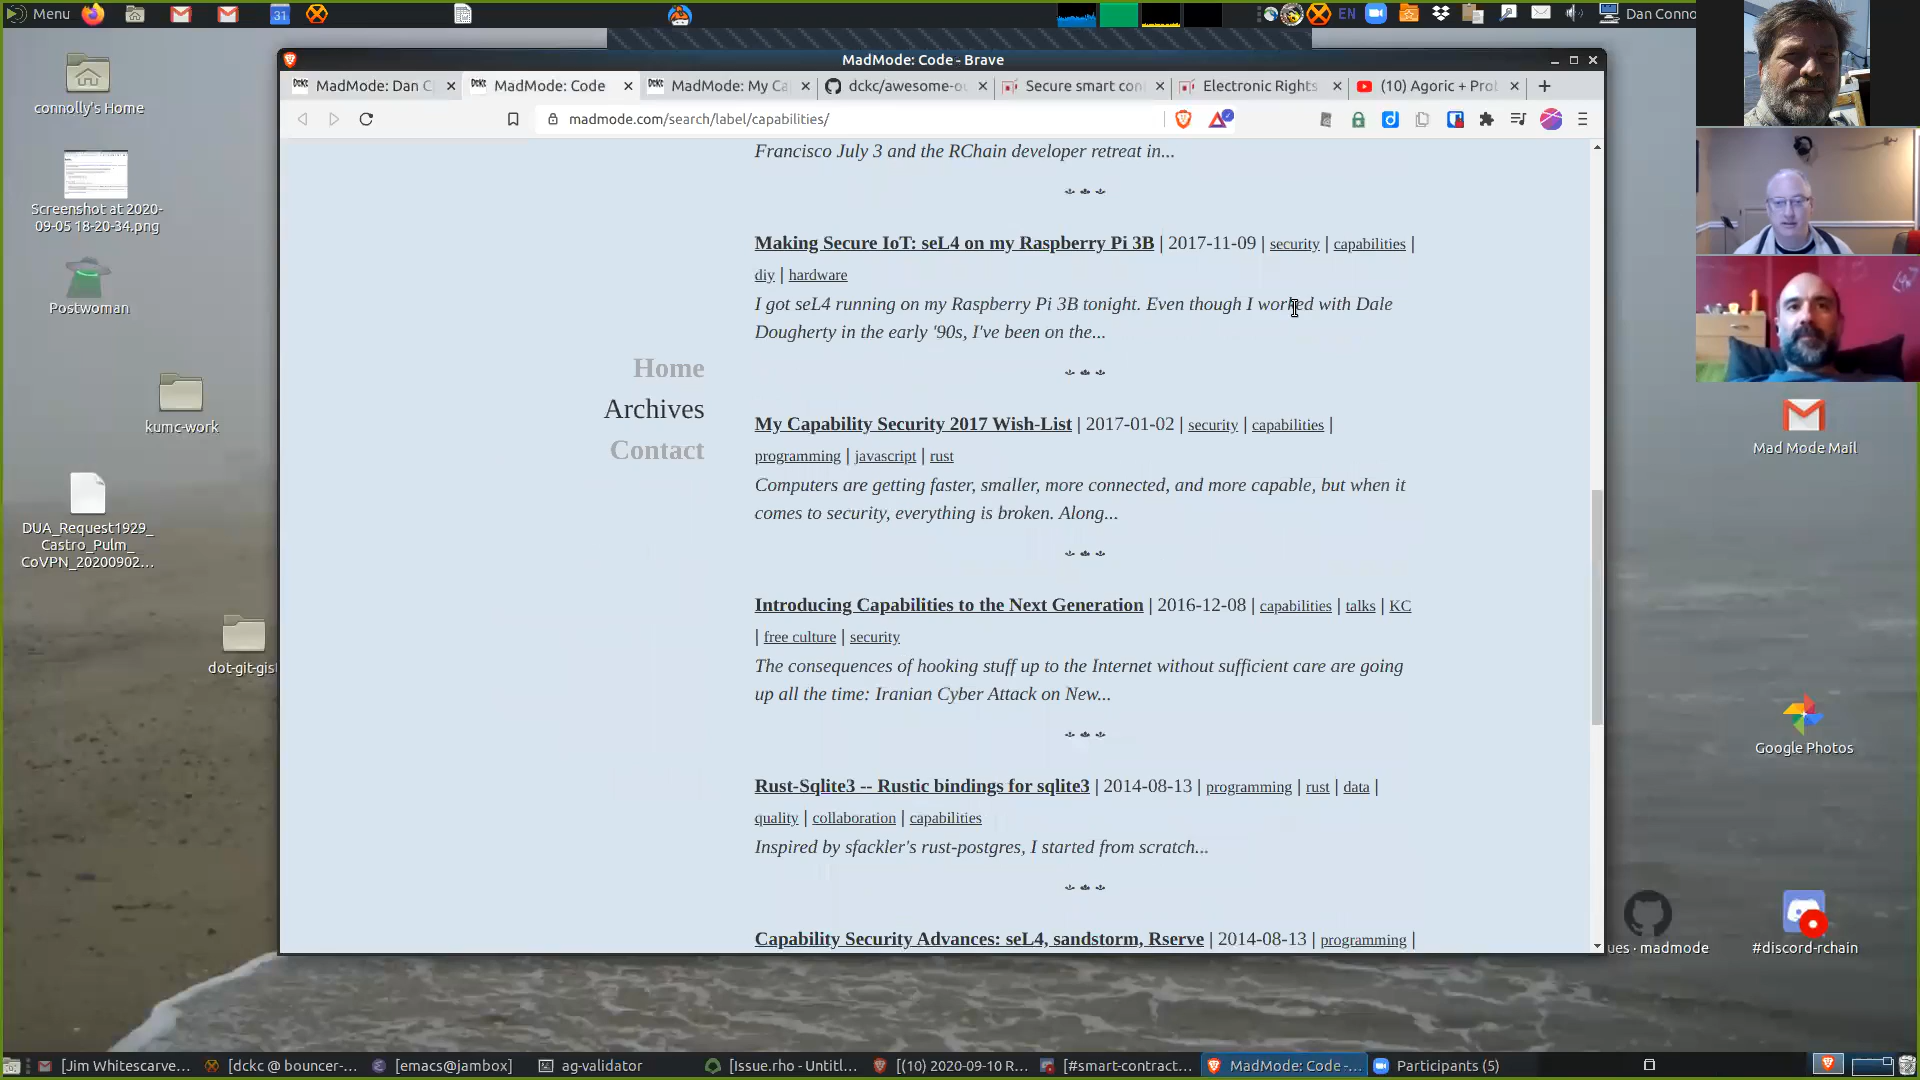 Menu
31
EN
Dan Conno
MadMode: Code - Brave
MadMode: Dan C
MadMode: Code
MadMode: My Ca
dckc/awesome-o
Secure smart con
Electronic Rights
(10) Agoric + Pro
madmode.com/search/label/capabilities/
connolly's Home
Screenshot at 2020-
09-05 18-20-34.png
Postwoman
kumc-work
DUA_Request1929_
Castro_Pulm_
CoVPN_20200902...
dot-git-gist
Home
Archives
Contact
Francisco July 3 and the RChain developer retreat in...
Making Secure IoT: seL4 on my Raspberry Pi 3B | 2017-11-09 | security | capabilities |
diy | hardware
I got seL4 running on my Raspberry Pi 3B tonight. Even though I worked with Dale
Dougherty in the early '90s, I've been on the...
My Capability Security 2017 Wish-List | 2017-01-02 | security | capabilities |
programming | javascript | rust
Computers are getting faster, smaller, more connected, and more capable, but when it
comes to security, everything is broken. Along...
Introducing Capabilities to the Next Generation | 2016-12-08 | capabilities | talks | KC
| free culture | security
The consequences of hooking stuff up to the Internet without sufficient care are going
up all the time: Iranian Cyber Attack on New...
Rust-Sqlite3 -- Rustic bindings for sqlite3 | 2014-08-13 | programming | rust | data |
quality | collaboration | capabilities
Inspired by sfackler's rust-postgres, I started from scratch...
Capability Security Advances: seL4, sandstorm, Rserve | 2014-08-13 | programming |
Mad Mode Mail
Google Photos
ues · madmode
#discord-rchain
[Jim Whitescarve...
[dckc @ bouncer-...
[emacs@jambox]
ag-validator
[Issue.rho - Untitl...
[(10) 2020-09-10 R...
[#smart-contract...
MadMode: Code -...
Participants (5)